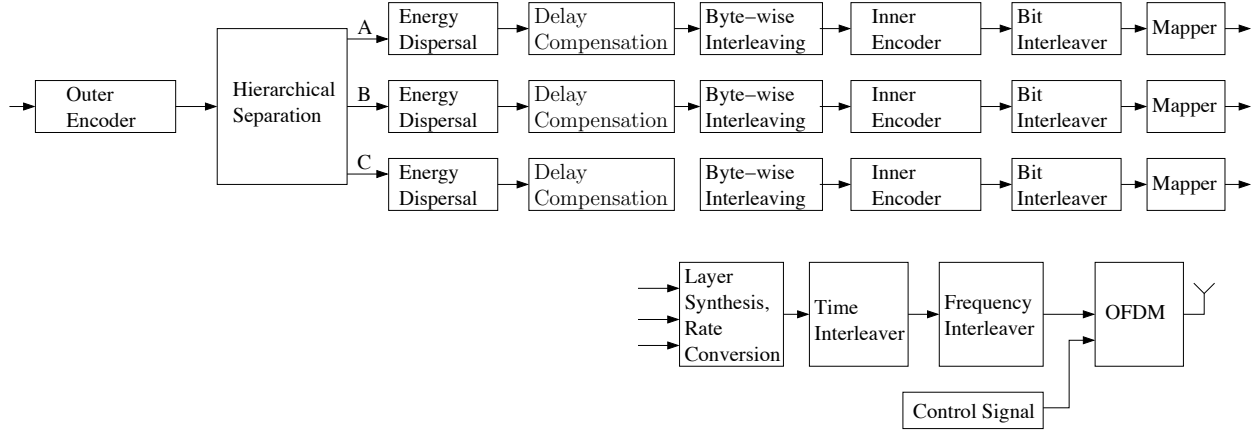 A
Energy
Dispersal
Delay
Compensation
Byte−wise
Interleaving
Inner
Encoder
Bit
Interleaver
Mapper
Outer
Encoder
Hierarchical
Separation
B
Energy
Dispersal
Delay
Compensation
Byte−wise
Interleaving
Inner
Encoder
Bit
Interleaver
Mapper
C
Energy
Dispersal
Delay
Compensation
Byte−wise
Interleaving
Inner
Encoder
Bit
Interleaver
Mapper
Layer
Synthesis,
Rate
Conversion
Time
Interleaver
Frequency
Interleaver
OFDM
Control Signal